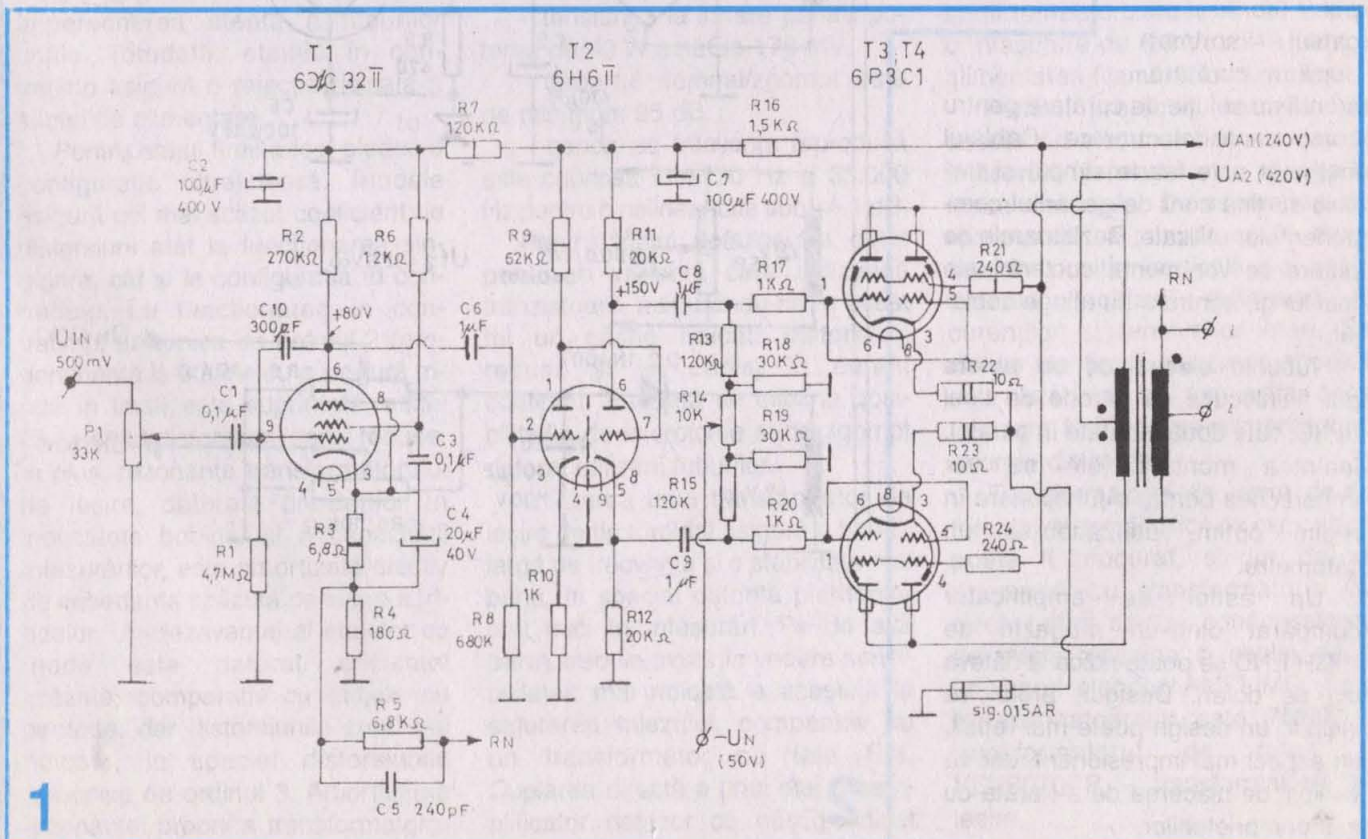 T1
6Ж32П
T2
6Н6П
T3 T4
6P3C1
R7
120KΩ
R16
1,5KΩ
UA1(240V)
UA2(420V)
C2
100µF
400V
C7
100µF 400V
R2
270KΩ
R6
1,2KΩ
R9
62KΩ
R11
20KΩ
+150V
C8
1µF
R17
1KΩ
R21
240Ω
RN
C10
300pF
+80V
C6
1µF
UIN
500mV
R13
120K
R18
30KΩ
R14
10K
R19
30KΩ
R22
10Ω
R23
10Ω
P1
33K
C1
0,1µF
C3
0,1µF
C4
20µF
40V
R15
120K
R20
1KΩ
R24
240Ω
C9
1µF
R1
4,7MΩ
R3
6,8Ω
R4
180Ω
R8
680K
R10
1K
R12
20KΩ
R5
6,8KΩ
RN
C5 240pF
-UN
(50V)
sig. 015AR
1